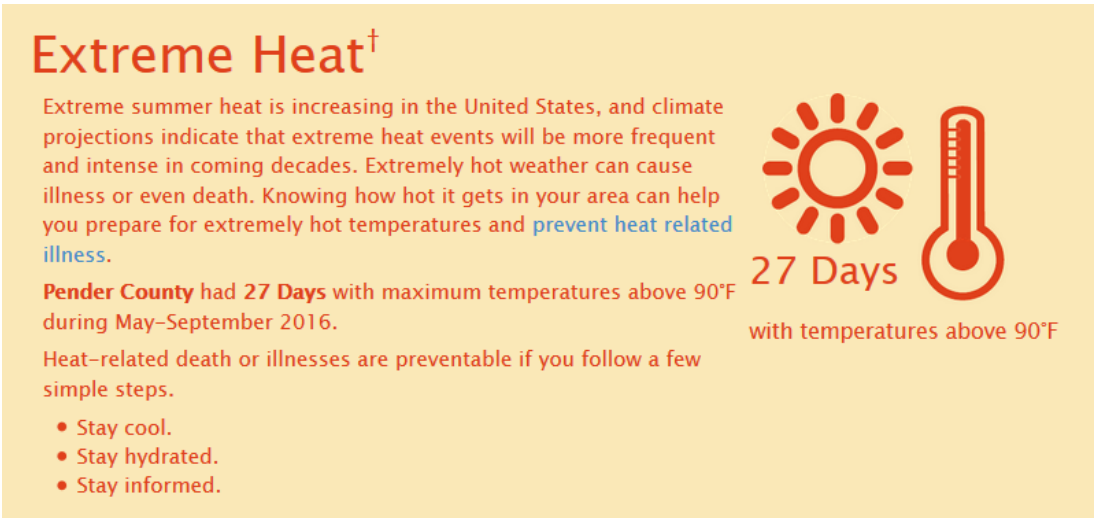 Extreme Heat†
Extreme summer heat is increasing in the United States, and climate
projections indicate that extreme heat events will be more frequent
and intense in coming decades. Extremely hot weather can cause
illness or even death. Knowing how hot it gets in your area can help
you prepare for extremely hot temperatures and prevent heat related
illness.
Pender County had 27 Days with maximum temperatures above 90°F
during May-September 2016.
Heat-related death or illnesses are preventable if you follow a few
simple steps.
• Stay cool.
• Stay hydrated.
• Stay informed.
27 Days
with temperatures above 90°F